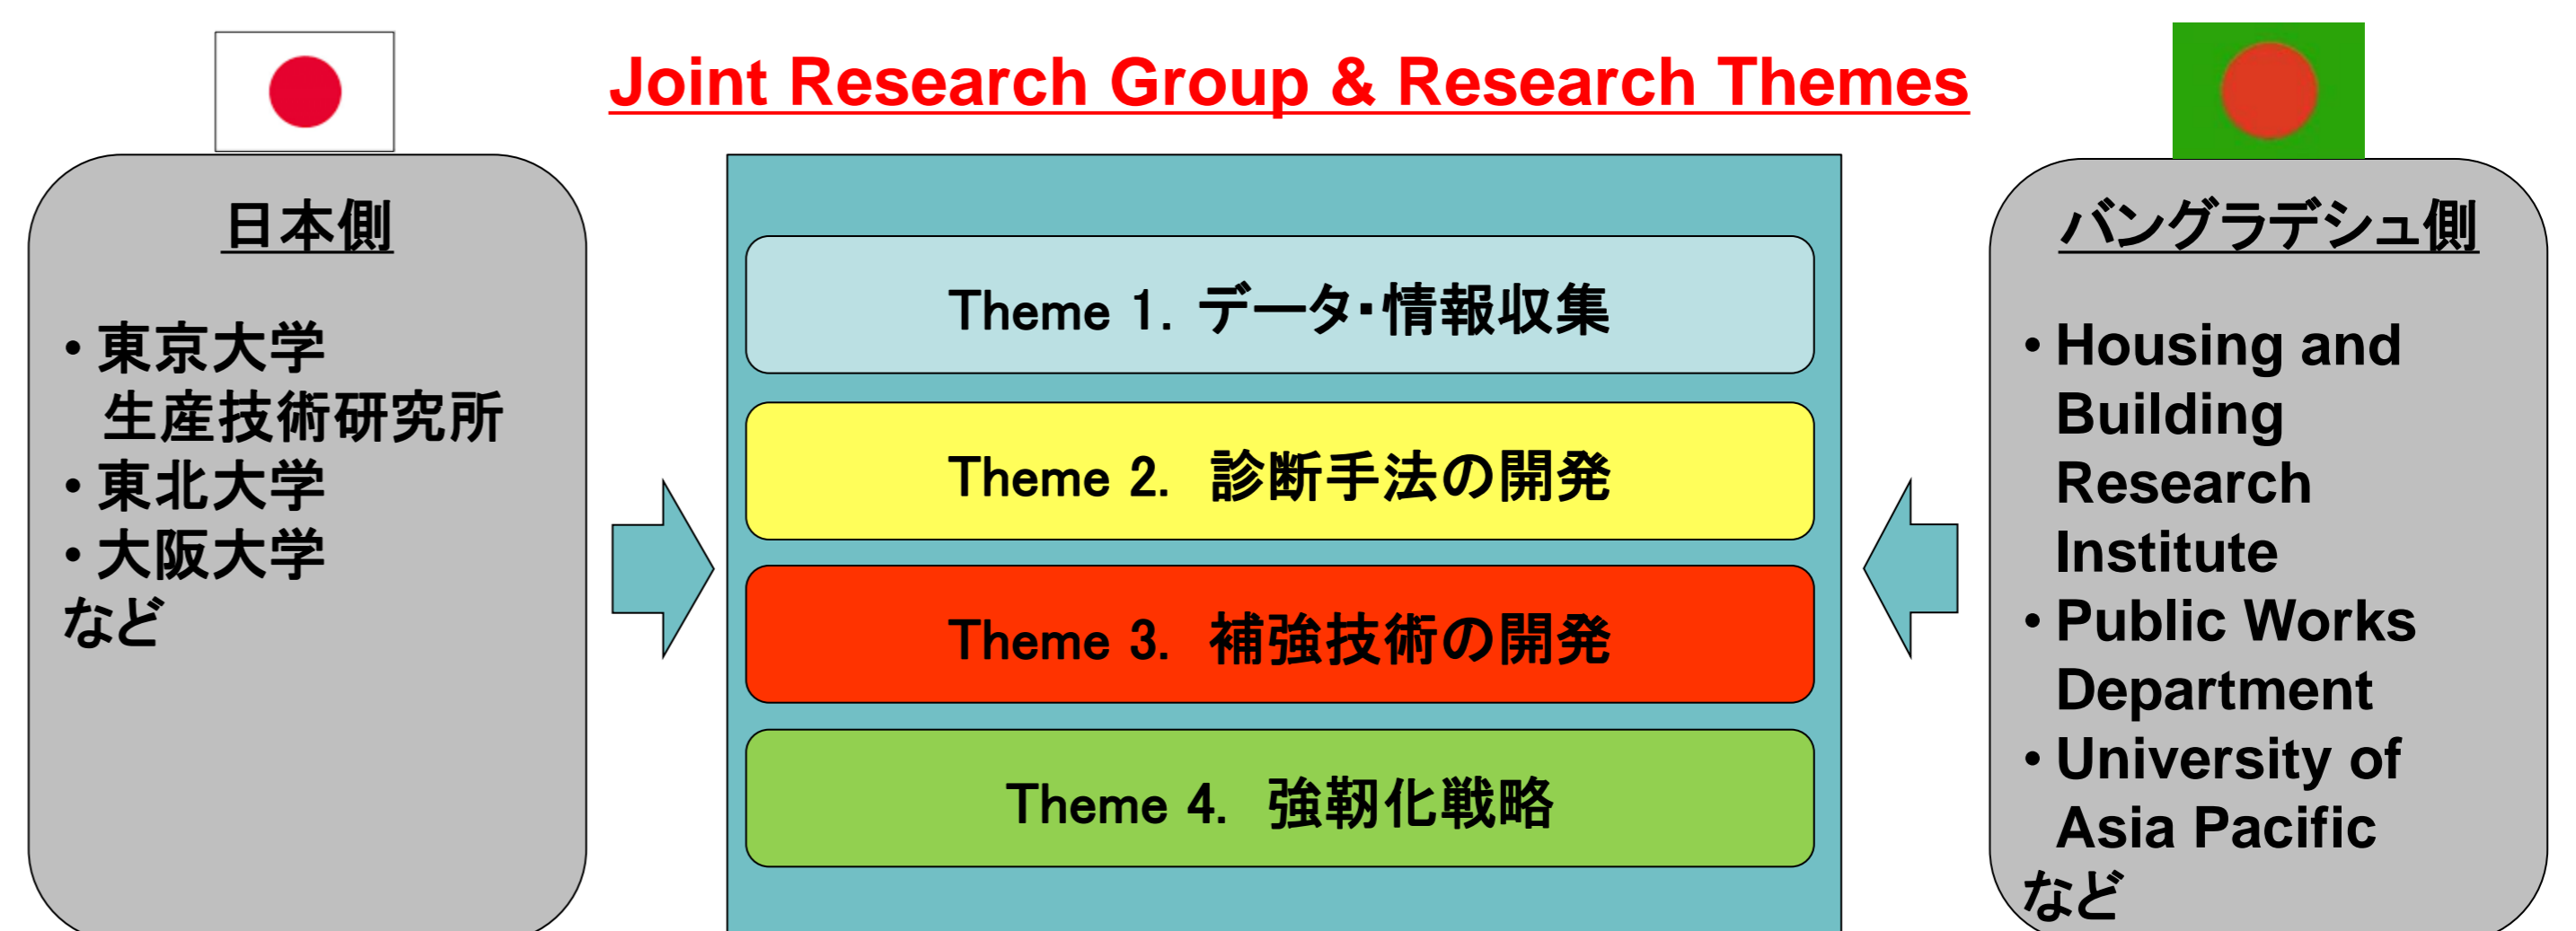 Joint Research Group & Research Themes
日本側
・東京大学
生産技術研究所
・東北大学
・大阪大学
など
Theme 1. データ・情報収集
Theme 2. 診断手法の開発
Theme 3. 補強技術の開発
Theme 4. 強靭化戦略
バングラデシュ側
• Housing and
Building
Research
Institute
• Public Works
Department
• University of
Asia Pacific
など